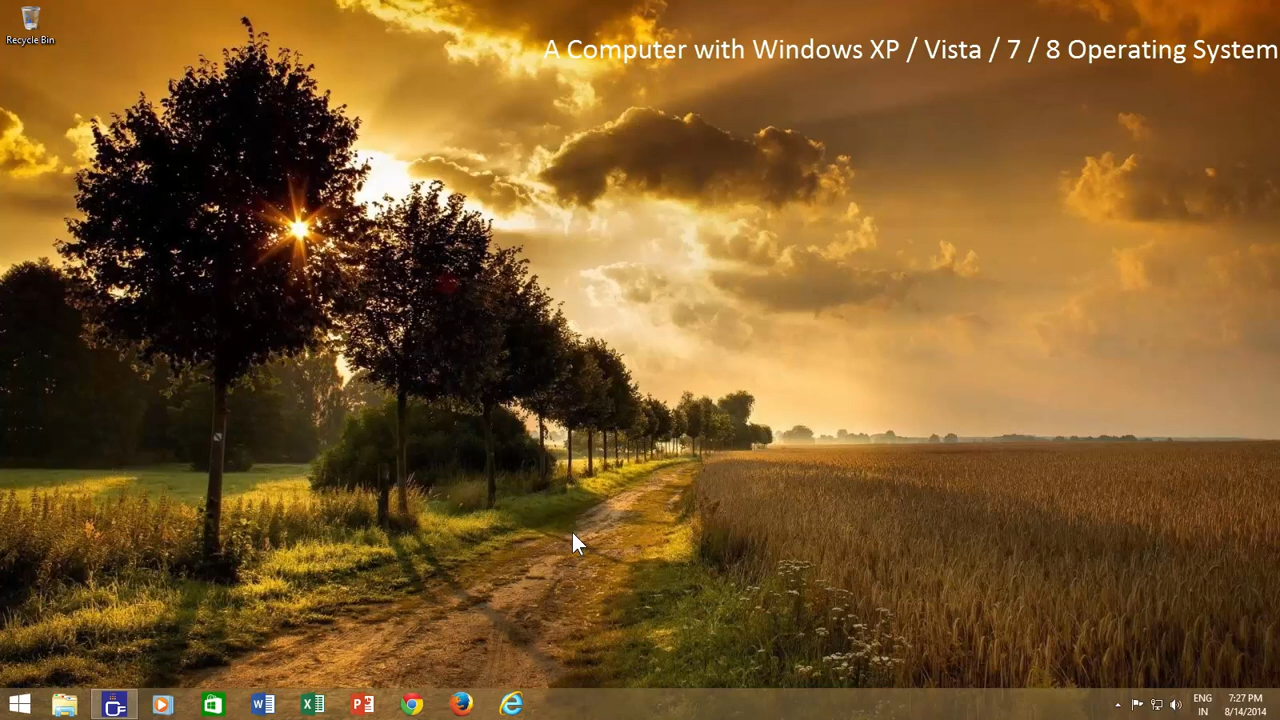 Recycle Bin
A Computer with Windows XP / Vista / 7 / 8 Operating System
ENG
IN
7:27 PM
8/14/2014